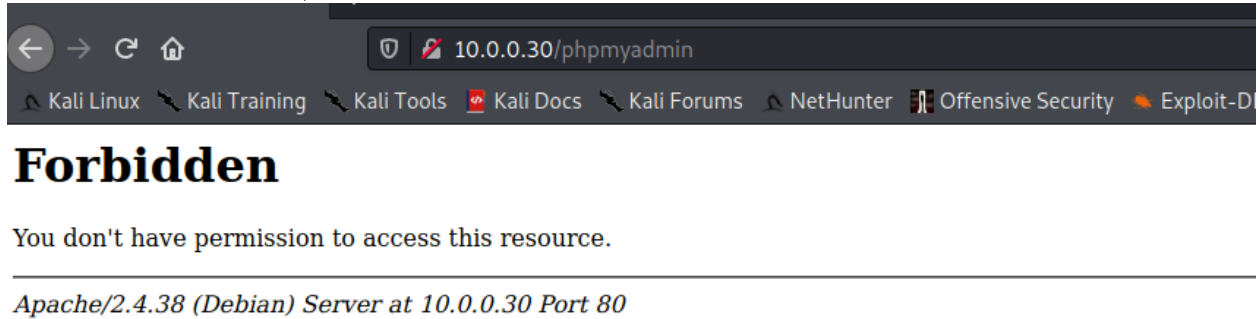 10.0.0.30/phpmyadmin
Kali Linux Kali Training Kali Tools Kali Docs Kali Forums NetHunter Offensive Security
Forbidden
You don't have permission to access this resource.
Apache/2.4.38 (Debian) Server at 10.0.0.30 Port 80